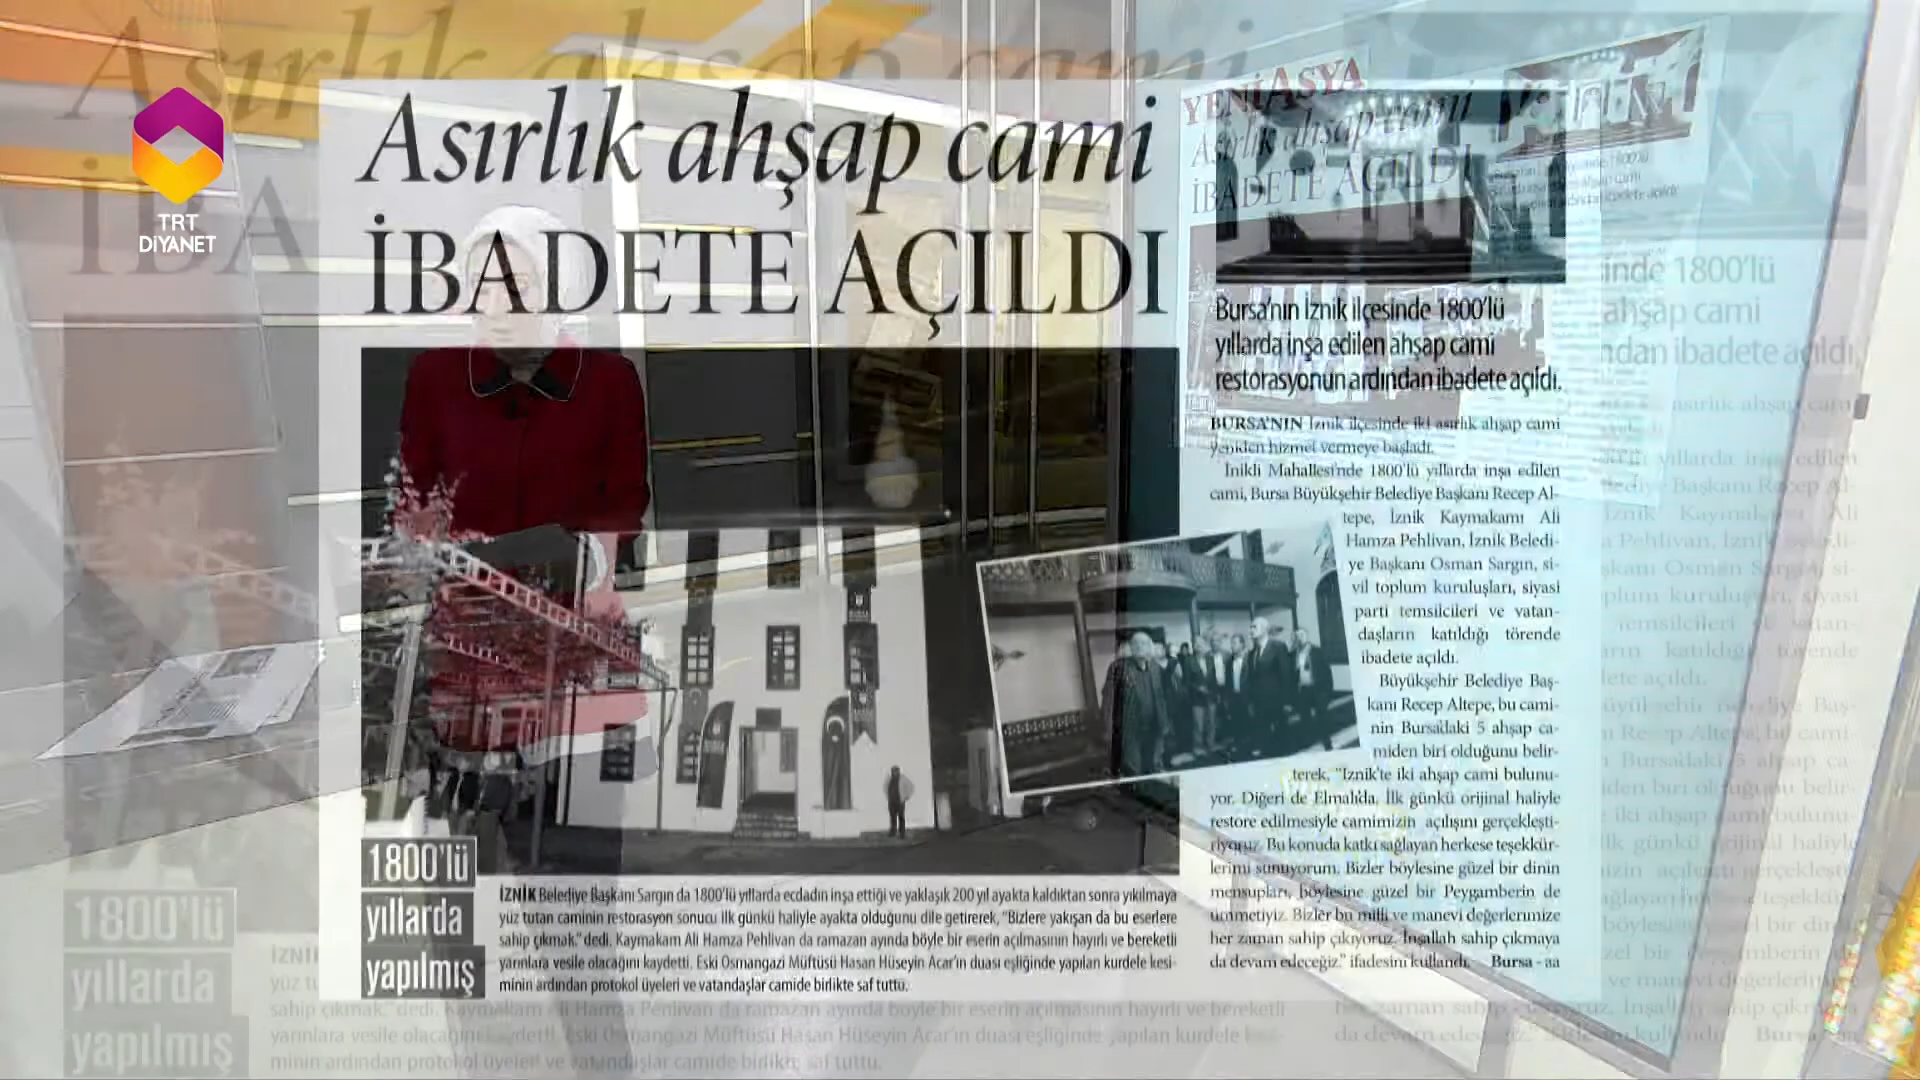 TRT
DİYANET
Asırlık ahşap cami
İBADETE AÇILDI
YENİASYA
Asırlık ahşap cami
İBADETE AÇILDI
Bursa'nın İznik ilçesinde 1800'lü
yıllarda inşa edilen ahşap cami
restorasyonun ardından ibadete açıldı.
BURSA'NIN İznik ilçesinde iki asırlık ahşap cami
yeniden hizmet vermeye başladı.
İnikli Mahallesi'nde 1800'lü yıllarda inşa edilen
cami, Bursa Büyükşehir Belediye Başkanı Recep Al-
tepe, İznik Kaymakamı Ali
Hamza Pehlivan, İznik Beledi-
ye Başkanı Osman Sargın, si-
vil toplum kuruluşları, siyasi
parti temsilcileri ve vatan-
daşların katıldığı törende
ibadete açıldı.
Büyükşehir Belediye Baş-
kanı Recep Altepe, bu cami-
nin Bursa'daki 5 ahşap ca-
miden biri olduğunu belir-
terek, "İznik'te iki ahşap cami bulunu-
yor. Diğeri de Elmalı'da. İlk günkü orijinal haliyle
restore edilmesiyle camimizin açılışını gerçekleşti-
riyoruz. Bu konuda katkı sağlayan herkese teşekkür-
lerimi sunuyorum. Bizler böylesine güzel bir dinin
mensupları, böylesine güzel bir Peygamberin de
ümmetiyiz. Bizler bu milli ve manevi değerlerimize
her zaman sahip çıkıyoruz. İnşallah sahip çıkmaya
da devam edeceğiz." ifadesini kullandı. Bursa - aa
1800'lü
yıllarda
yapılmış
İZNİK Belediye Başkanı Sargın da 1800'lü yıllarda ecdadın inşa ettiği ve yaklaşık 200 yıl ayakta kaldıktan sonra yıkılmaya
yüz tutan caminin restorasyon sonucu ilk günkü haliyle ayakta olduğunu dile getirerek, "Bizlere yakışan da bu eserlere
sahip çıkmak." dedi. Kaymakam Ali Hamza Pehlivan da ramazan ayında böyle bir eserin açılmasının hayırlı ve bereketli
yarınlara vesile olacağını kaydetti. Eski Osmangazi Müftüsü Hasan Hüseyin Acar'ın duası eşliğinde yapılan kurdele kesi-
minin ardından protokol üyeleri ve vatandaşlar camide birlikte saf tuttu.